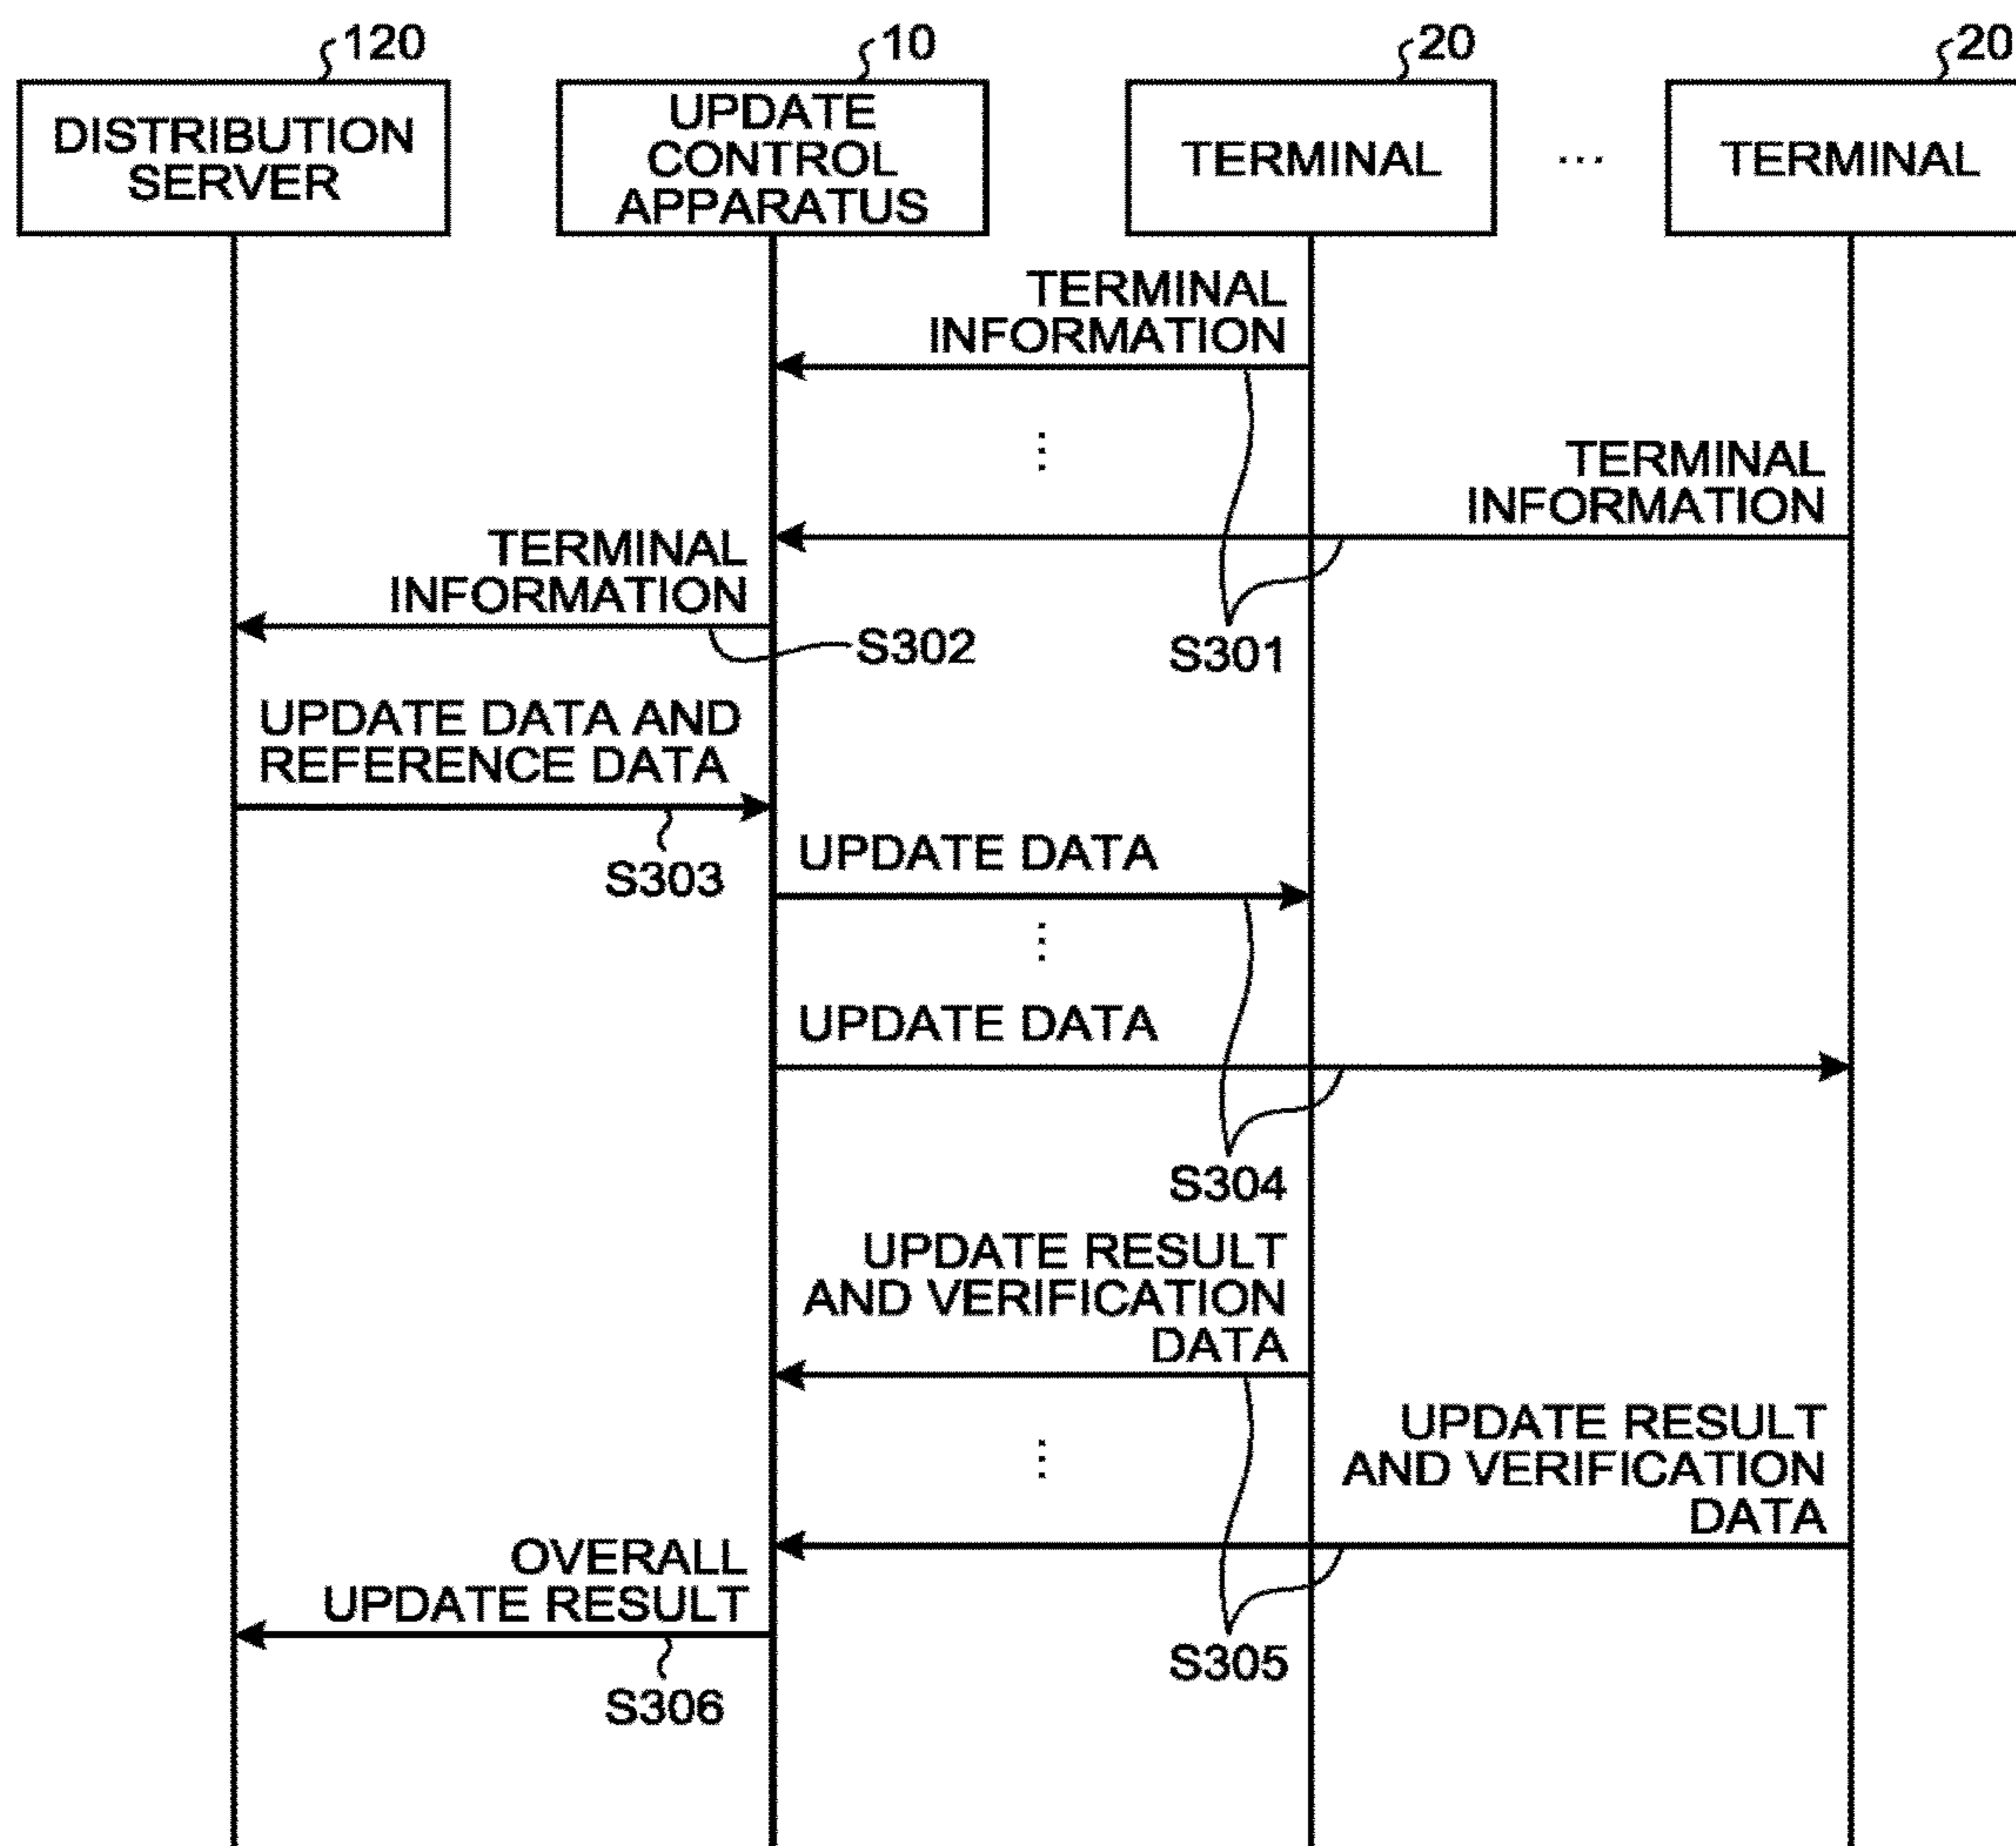 120
10
20
20
DISTRIBUTION
SERVER
UPDATE
CONTROL
APPARATUS
TERMINAL
...
TERMINAL
TERMINAL
INFORMATION
TERMINAL
INFORMATION
TERMINAL
INFORMATION
S302
S301
UPDATE DATA AND
REFERENCE DATA
S303
UPDATE DATA
UPDATE DATA
S304
UPDATE RESULT
AND VERIFICATION
DATA
UPDATE RESULT
AND VERIFICATION
DATA
OVERALL
UPDATE RESULT
S305
S306